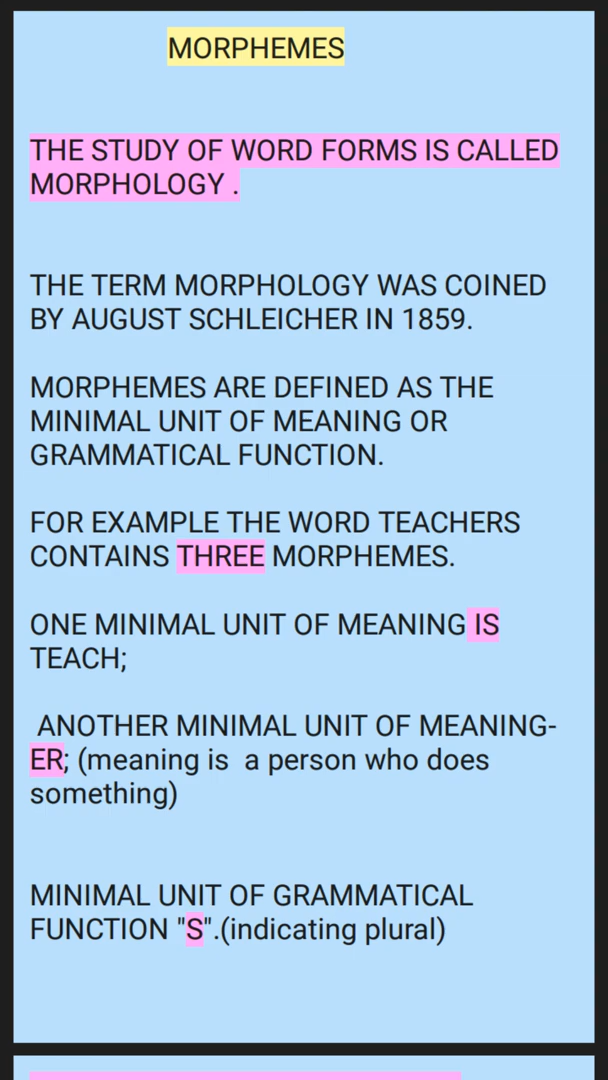 MORPHEMES
THE STUDY OF WORD FORMS IS CALLED
MORPHOLOGY .
THE TERM MORPHOLOGY WAS COINED
BY AUGUST SCHLEICHER IN 1859.
MORPHEMES ARE DEFINED AS THE
MINIMAL UNIT OF MEANING OR
GRAMMATICAL FUNCTION.
FOR EXAMPLE THE WORD TEACHERS
CONTAINS THREE MORPHEMES.
ONE MINIMAL UNIT OF MEANING IS
TEACH;
ANOTHER MINIMAL UNIT OF MEANING-
ER; (meaning is  a person who does
something)
MINIMAL UNIT OF GRAMMATICAL
FUNCTION "S".(indicating plural)